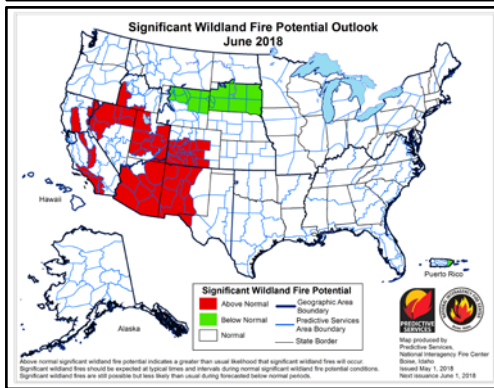 Significant Wildland Fire Potential Outlook
June 2018
Hawaii
Alaska
Puerto Rico
Significant Wildland Fire Potential
Above Normal
Below Normal
Normal
Geographic Area
Boundary
Predictive Services
Area Boundary
State Border
PREDICTIVE
SERVICES
Map produced by
Predictive Services,
National Interagency Fire Center
Boise, Idaho
Issued May 1, 2018
Next issuance June 1, 2018
Above normal significant wildland fire potential indicates a greater than usual likelihood that significant wildland fires will occur.
Significant wildland fires should be expected at typical times and intervals during normal significant wildland fire potential conditions.
Significant wildland fires are still possible but less likely than usual during forecasted below normal periods.